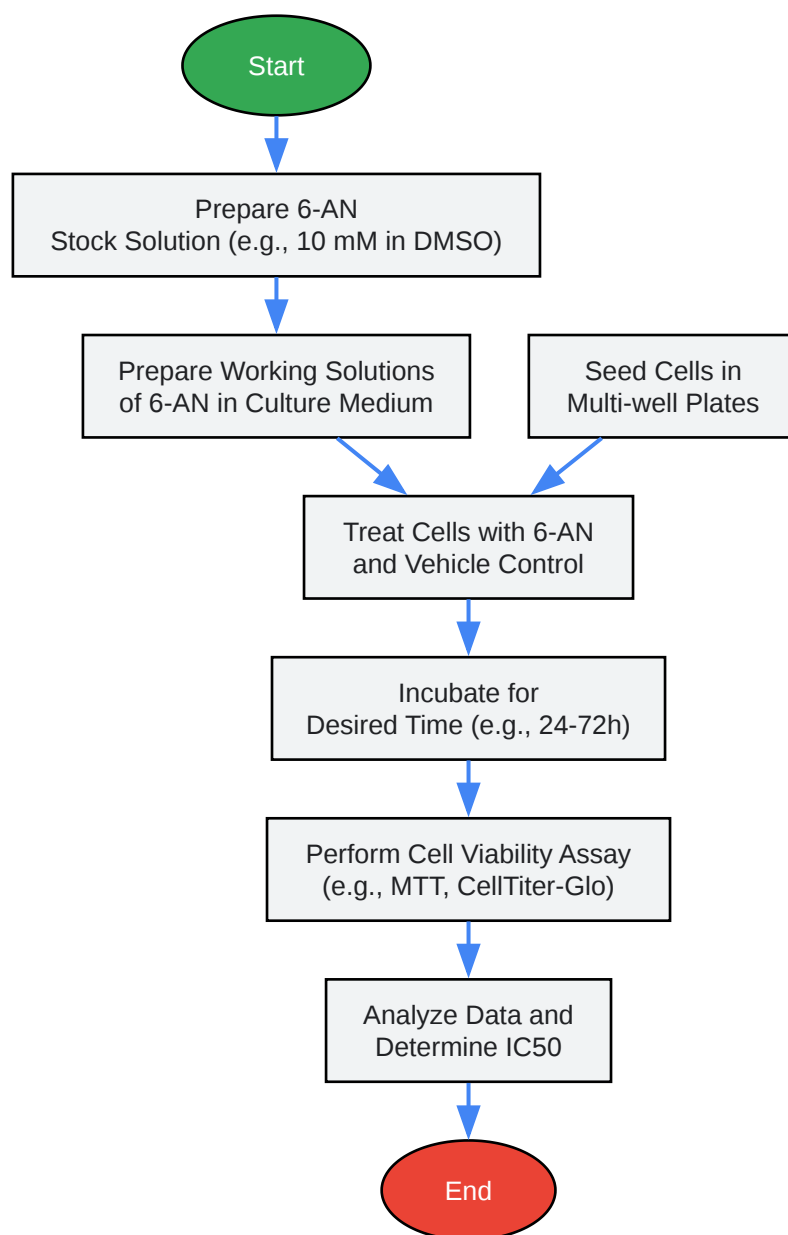 Start
Prepare 6-AN
Stock Solution (e.g., 10 mM in DMSO)
Prepare Working Solutions
of 6-AN in Culture Medium
Seed Cells in
Multi-well Plates
Treat Cells with 6-AN
and Vehicle Control
Incubate for
Desired Time (e.g., 24-72h)
Perform Cell Viability Assay
(e.g., MTT, CellTiter-Glo)
Analyze Data and
Determine IC50
End